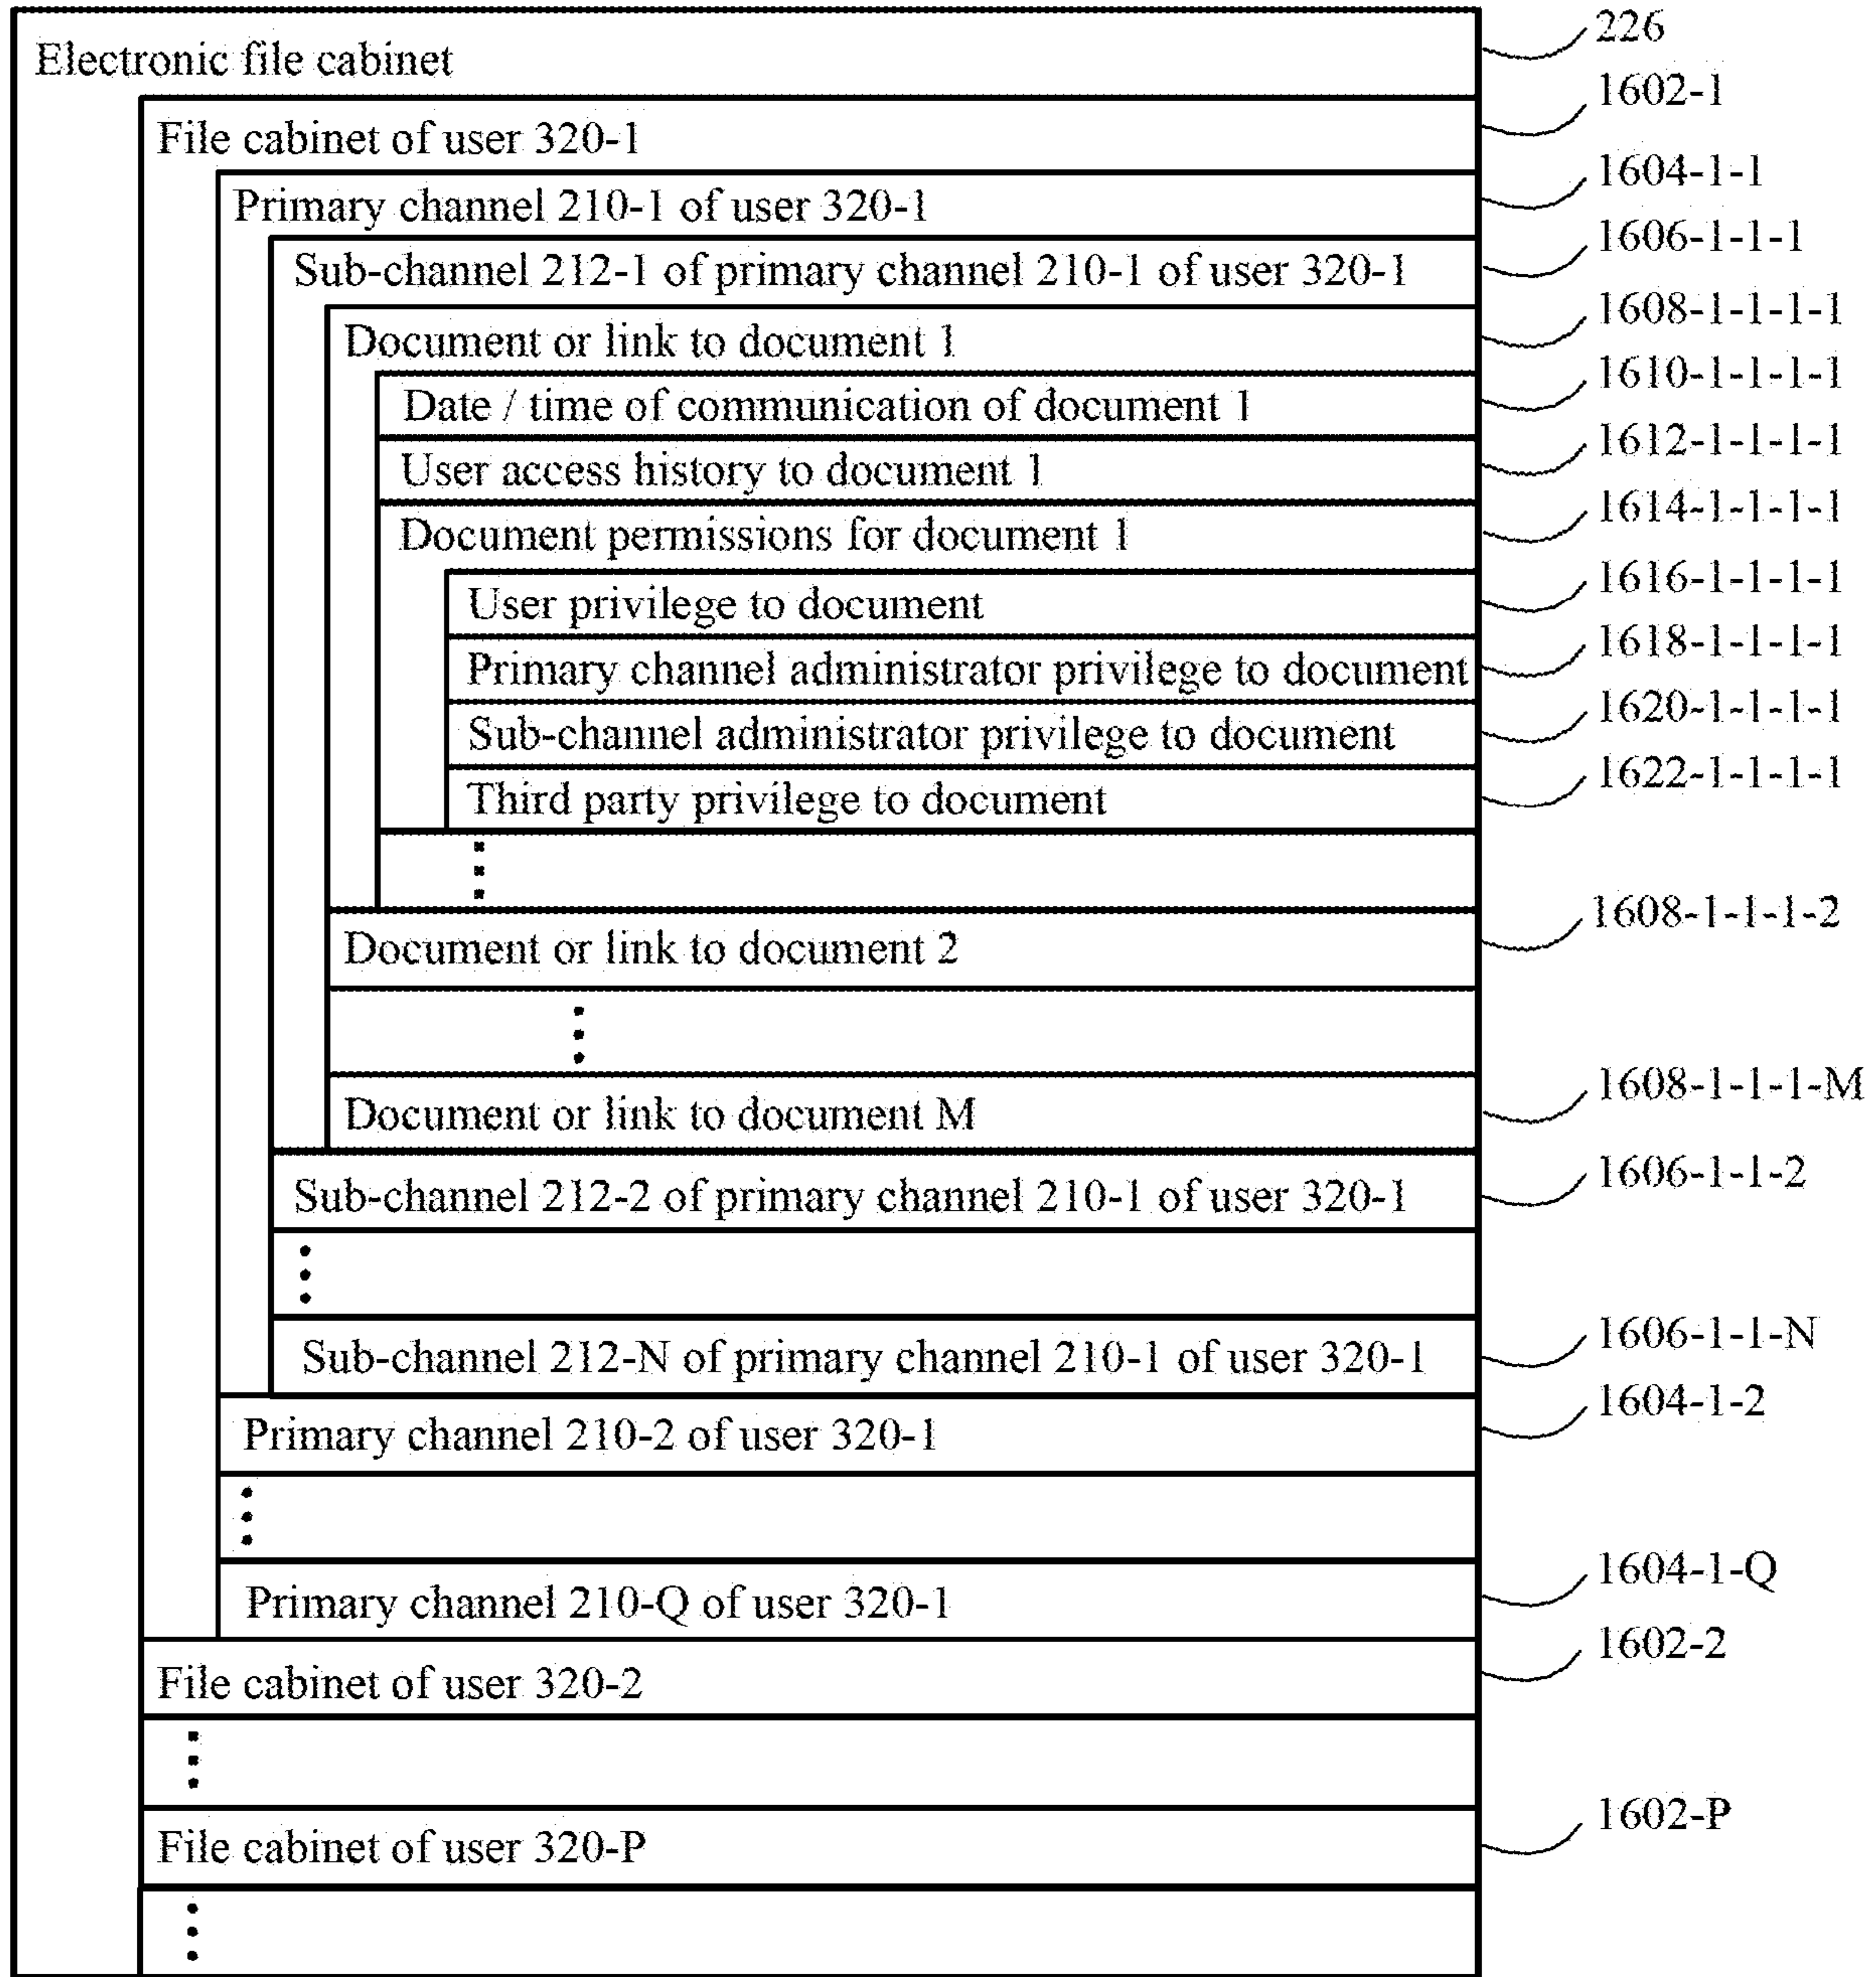 Electronic file cabinet 226
File cabinet of user 320-1 1602-1
Primary channel 210-1 of user 320-1 1604-1-1
Sub-channel 212-1 of primary channel 210-1 of user 320-1 1606-1-1-1
Document or link to document 1 1608-1-1-1-1
Date / time of communication of document 1 1610-1-1-1-1
User access history to document 1 1612-1-1-1-1
Document permissions for document 1 1614-1-1-1-1
User privilege to document 1616-1-1-1-1
Primary channel administrator privilege to document 1618-1-1-1-1
Sub-channel administrator privilege to document 1620-1-1-1-1
Third party privilege to document 1622-1-1-1-1
Document or link to document 2 1608-1-1-1-2
Document or link to document M 1608-1-1-1-M
Sub-channel 212-2 of primary channel 210-1 of user 320-1 1606-1-1-2
Sub-channel 212-N of primary channel 210-1 of user 320-1 1606-1-1-N
Primary channel 210-2 of user 320-1 1604-1-2
Primary channel 210-Q of user 320-1 1604-1-Q
File cabinet of user 320-2 1602-2
File cabinet of user 320-P 1602-P